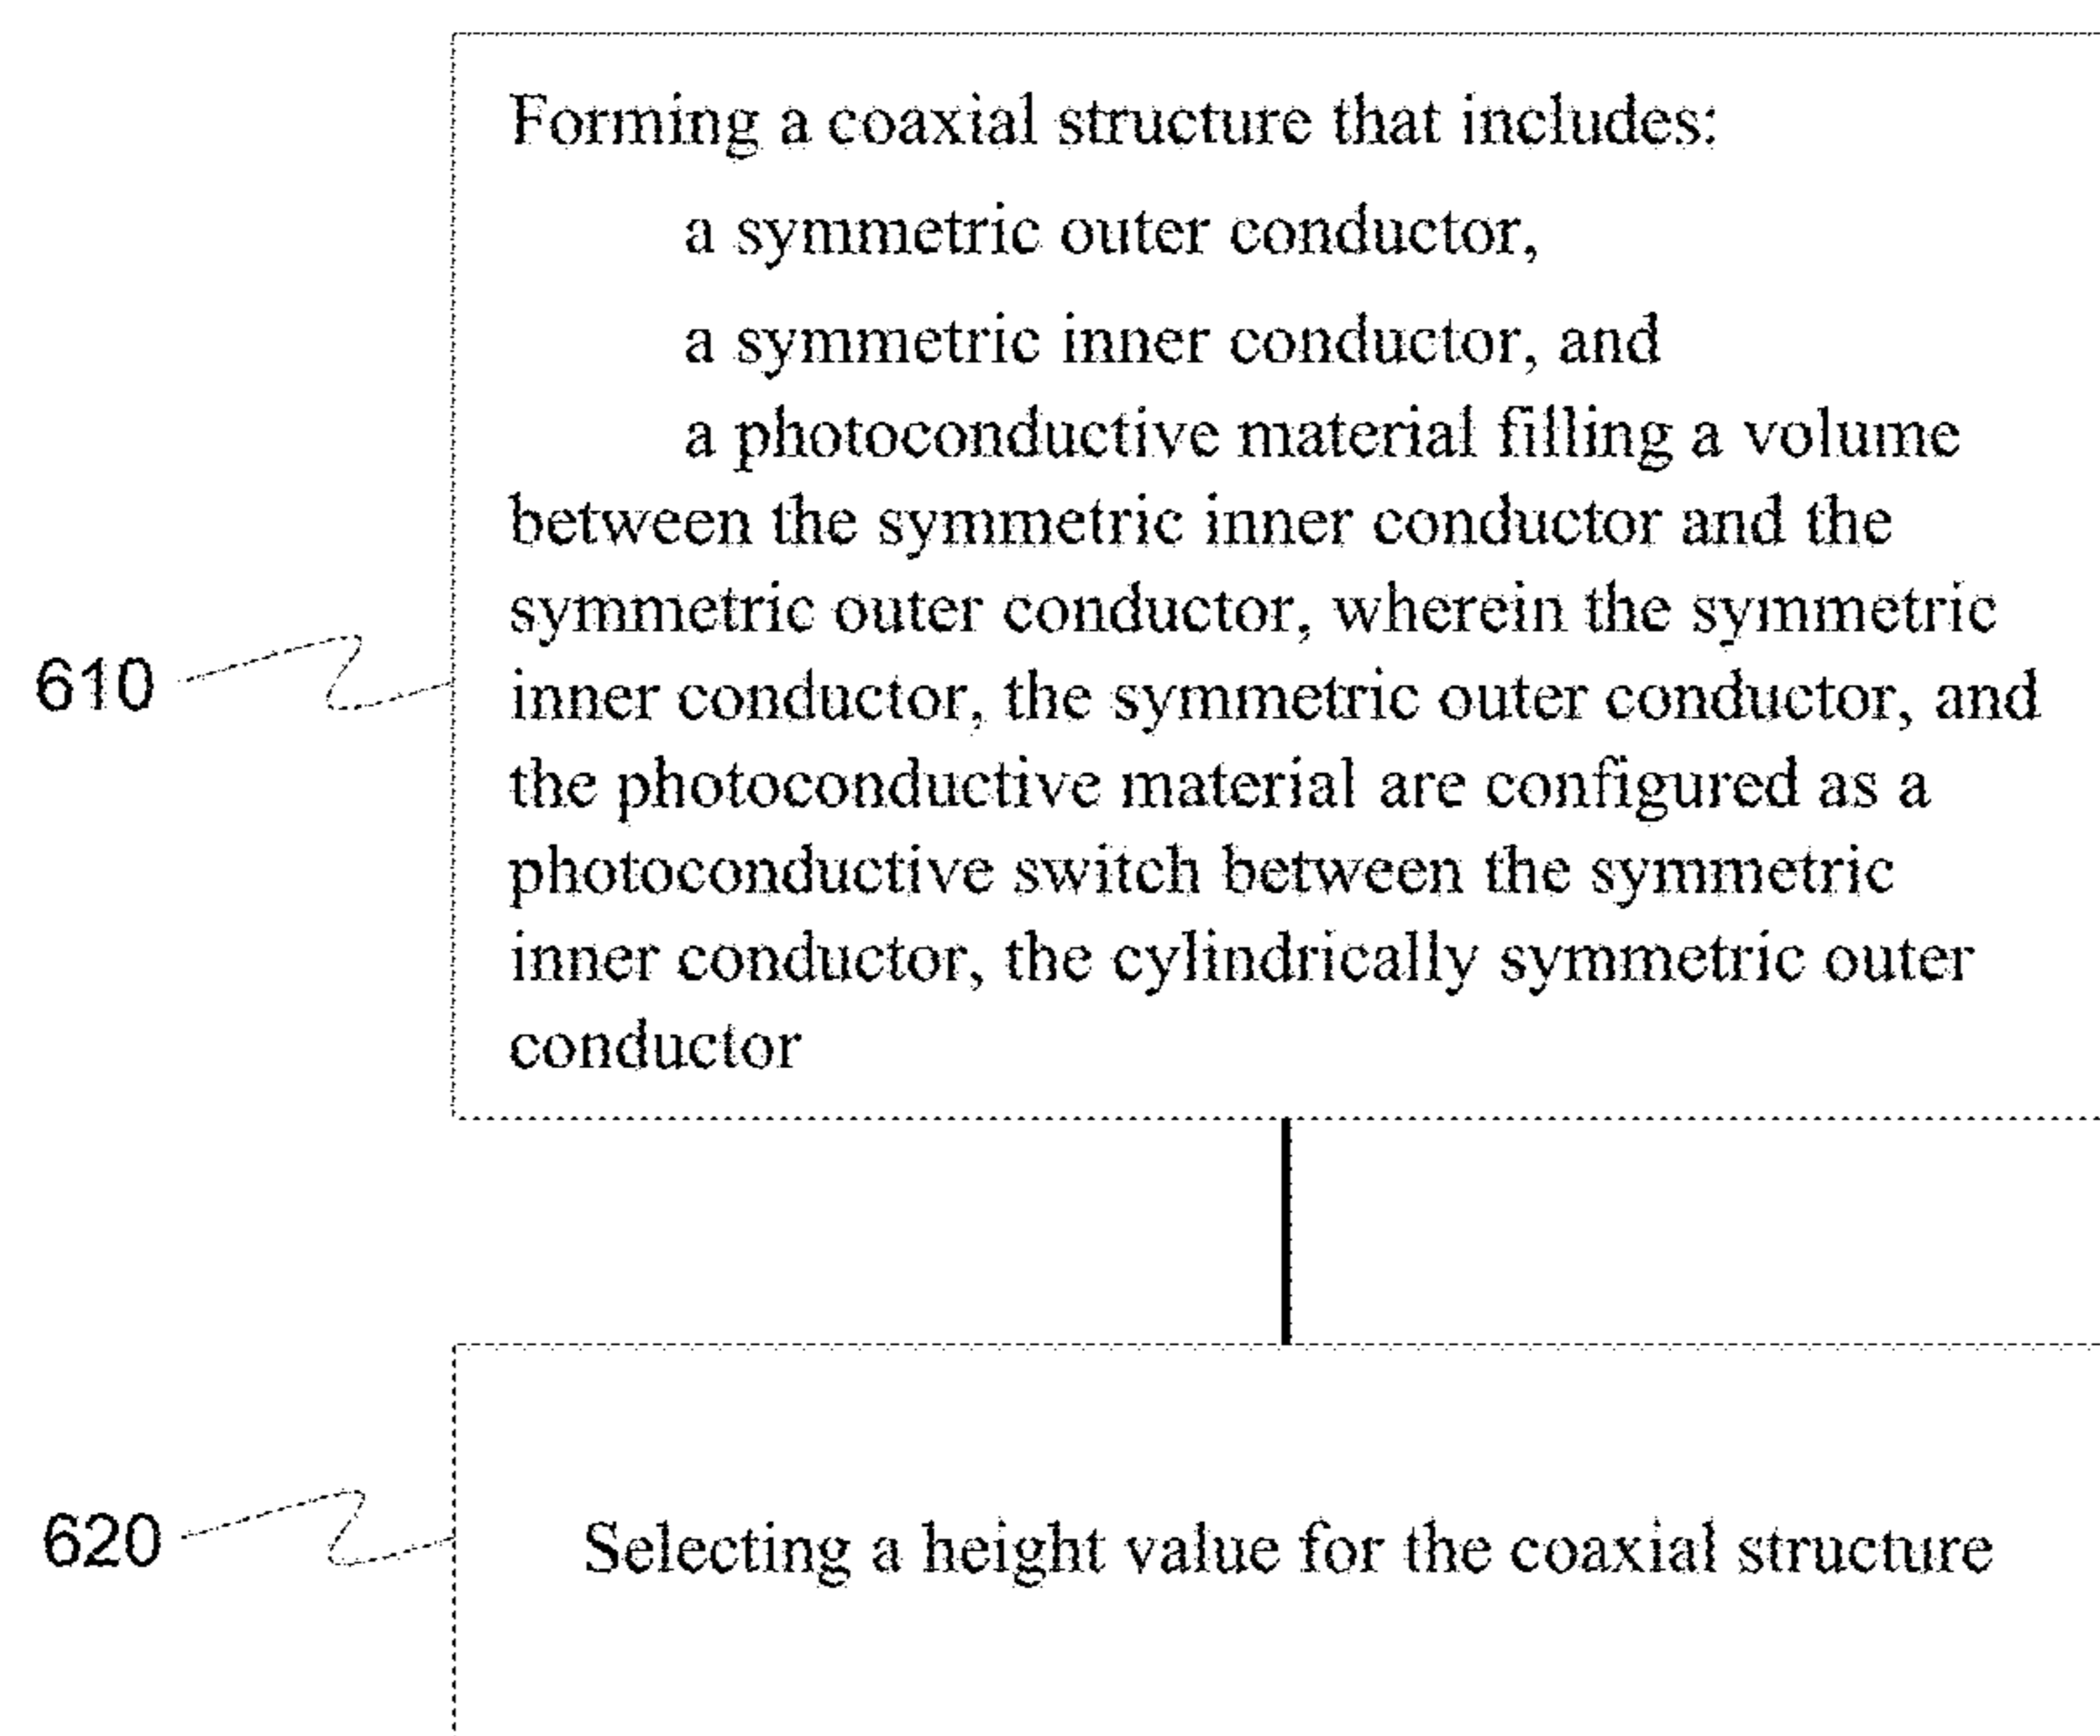 Forming a coaxial structure that includes:
a symmetric outer conductor,
a symmetric inner conductor, and
a photoconductive material filling a volume
between the symmetric inner conductor and the
symmetric outer conductor, wherein the symmetric
inner conductor, the symmetric outer conductor, and
the photoconductive material are configured as a
photoconductive switch between the symmetric
inner conductor, the cylindrically symmetric outer
conductor
610
620
Selecting a height value for the coaxial structure